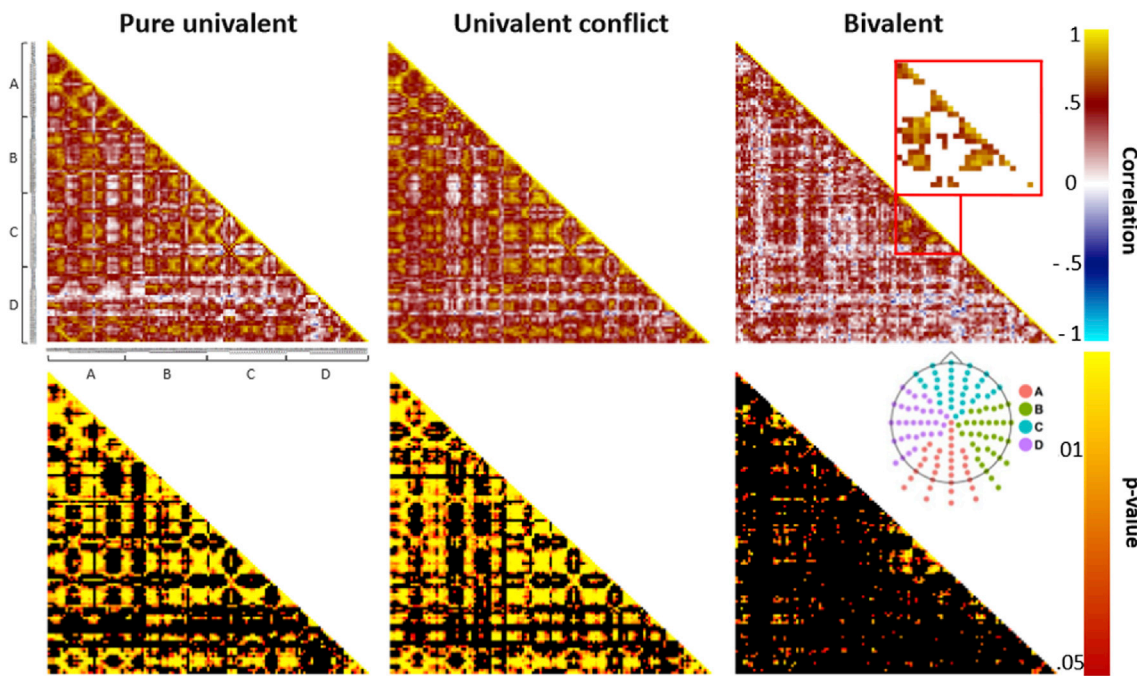 Pure univalent
Univalent conflict
Bivalent
A
B
C
D
1
.5
0
- .5
- 1
Correlation
A
B
C
D
A
B
C
D
01
.05
p-value